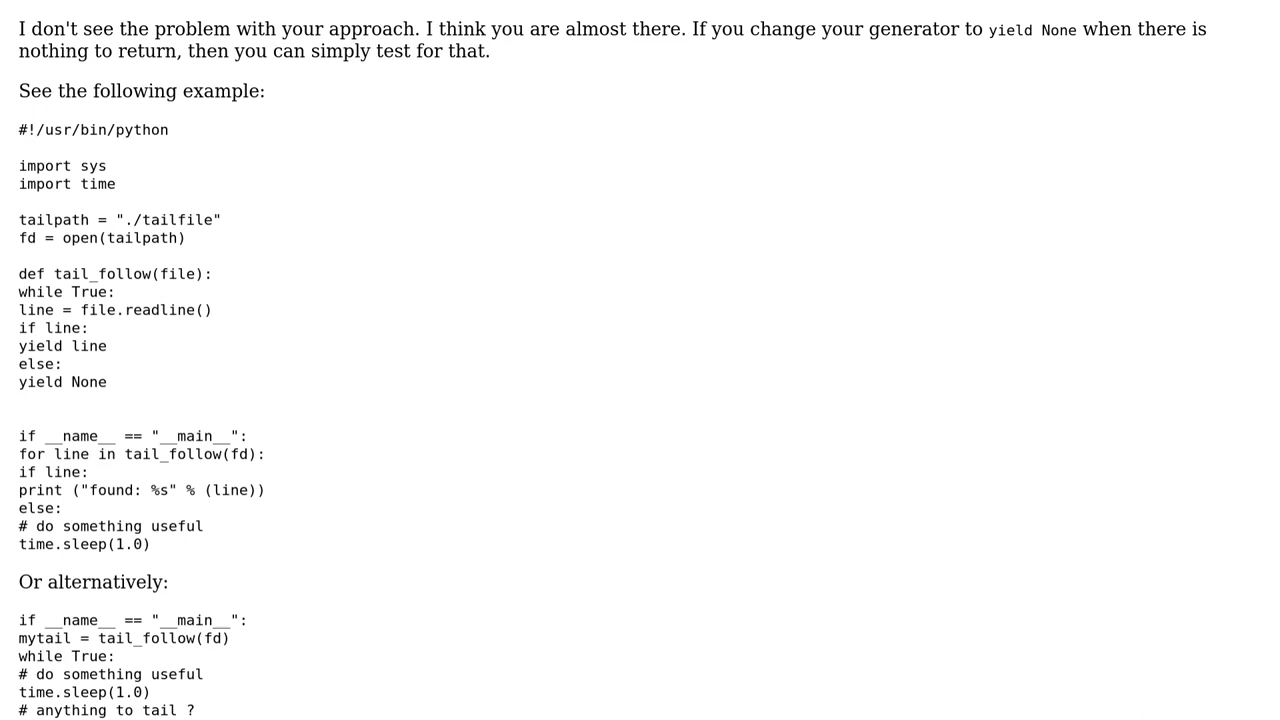 I don't see the problem with your approach. I think you are almost there. If you change your generator to yield None when there is
nothing to return, then you can simply test for that.
See the following example:
#!/usr/bin/python
import sys
import time
tailpath = "./tailfile"
fd = open(tailpath)
def tail_follow(file):
while True:
line = file.readline()
if line:
yield line
else:
yield None
if __name__ == "__main__":
for line in tail_follow(fd):
if line:
print ("found: %s" % (line))
else:
# do something useful
time.sleep(1.0)
Or alternatively:
if __name__ == "__main__":
mytail = tail_follow(fd)
while True:
# do something useful
time.sleep(1.0)
# anything to tail ?